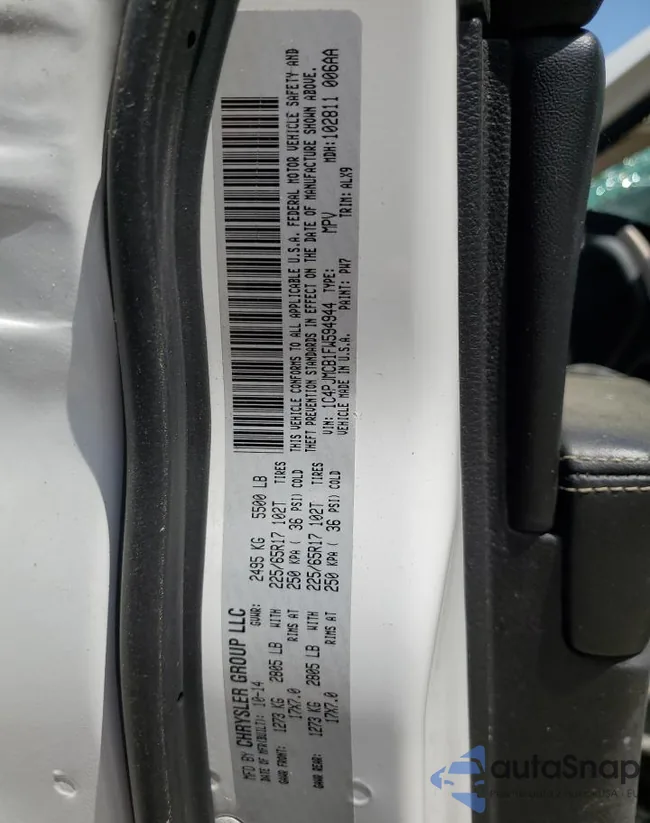 MFD BY CHRYSLER GROUP LLC
DATE OF MFR(BUILT): 10-14 GVWR: 2495 KG 5500 LB
GAWR FRONT: 1273 KG 2805 LB WITH 225/65R17 102T TIRES
17X7.0 RIMS AT 250 KPA ( 36 PSI) COLD
GAWR REAR: 1273 KG 2805 LB WITH 225/65R17 102T TIRES
17X7.0 RIMS AT 250 KPA ( 36 PSI) COLD
THIS VEHICLE CONFORMS TO ALL APPLICABLE U.S.A. FEDERAL MOTOR VEHICLE SAFETY AND
THEFT PREVENTION STANDARDS IN EFFECT ON THE DATE OF MANUFACTURE SHOWN ABOVE.
VIN: 1C4PJMCB1FW594944 TYPE: MPV MDH:102811 006AA
VEHICLE MADE IN U.S.A. PAINT: PW7 TRIM: ALX9
autoSnap